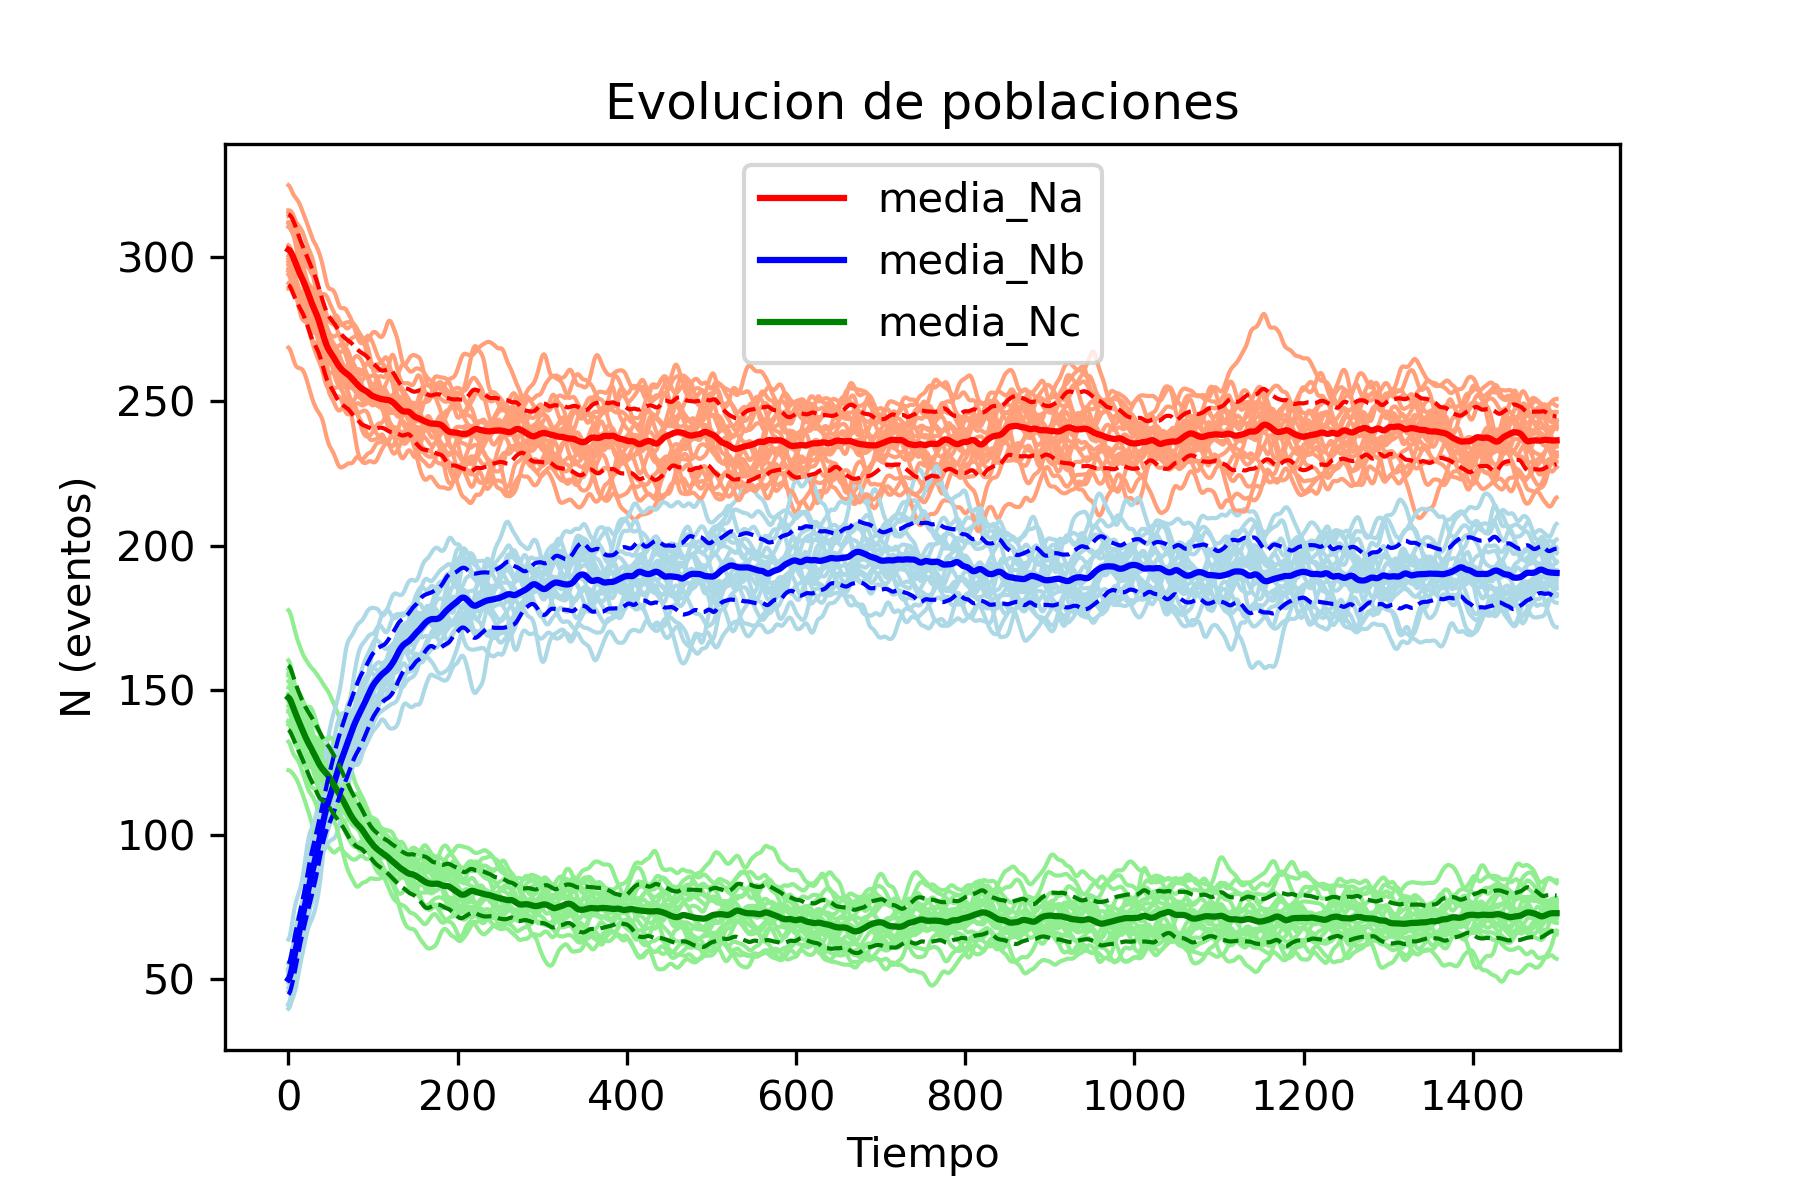 Evolucion de poblaciones
media_Na
media_Nb
media_Nc
N (eventos)
300
250
200
150
100
50
0 200 400 600 800 1000 1200 1400
Tiempo